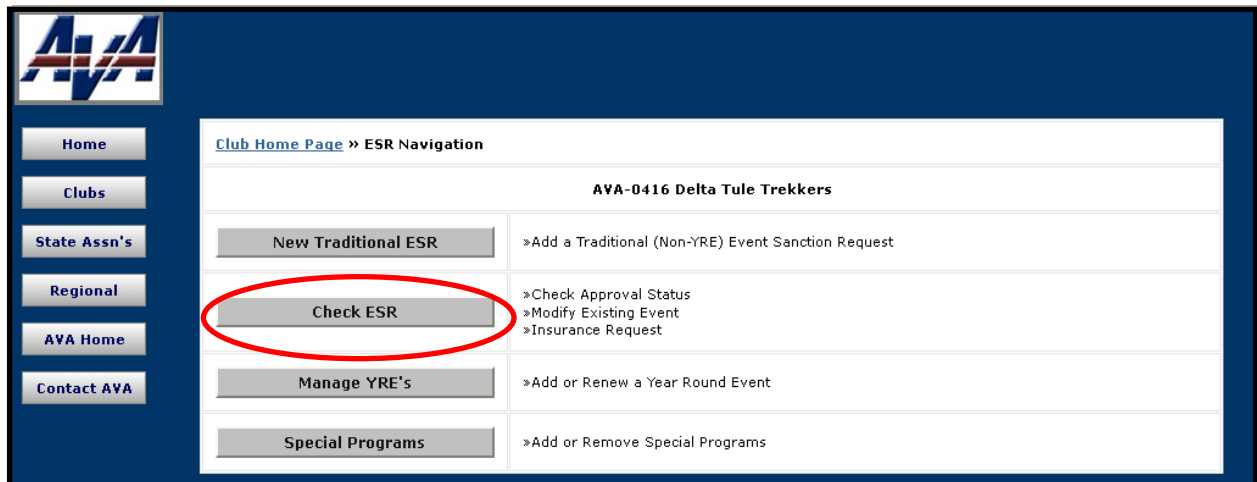 AVA
Home
Clubs
State Assn's
Regional
AVA Home
Contact AVA
Club Home Page » ESR Navigation
AVA-0416 Delta Tule Trekkers
New Traditional ESR
»Add a Traditional (Non-YRE) Event Sanction Request
Check ESR
»Check Approval Status
»Modify Existing Event
»Insurance Request
Manage YRE's
»Add or Renew a Year Round Event
Special Programs
»Add or Remove Special Programs